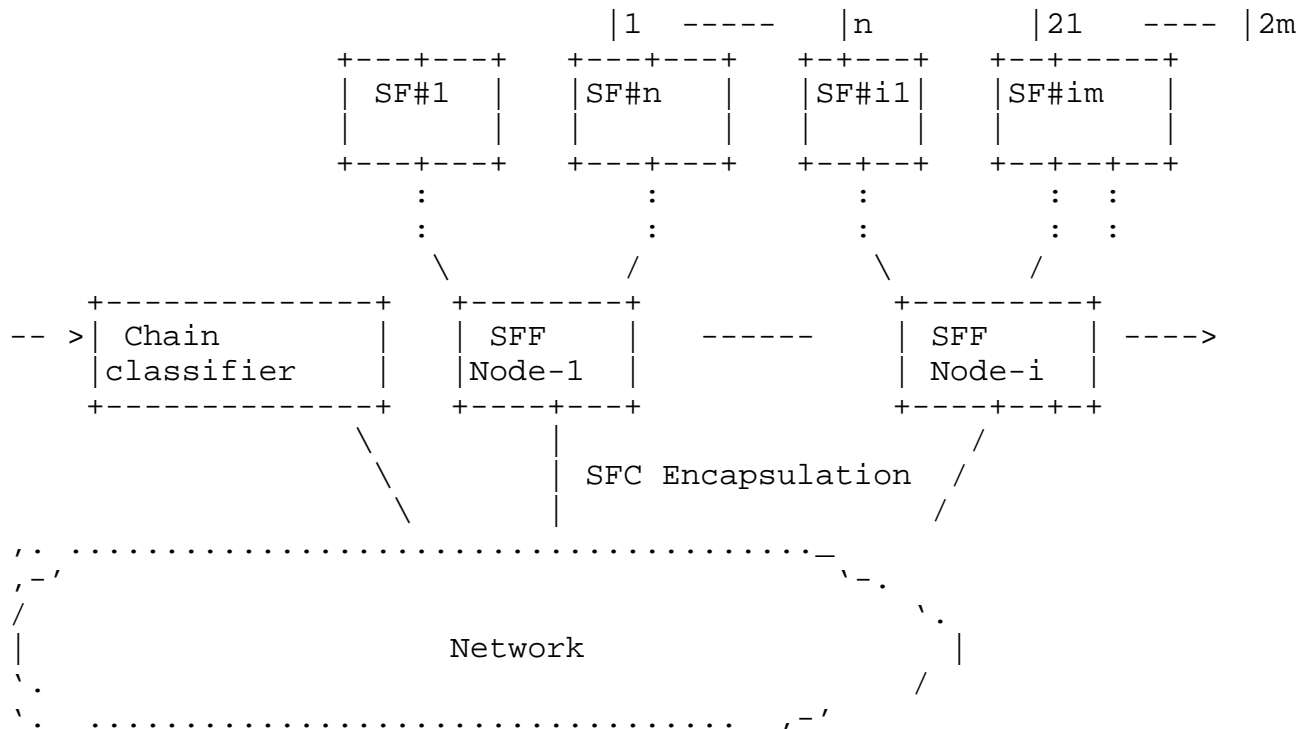 |1 ----- |n |21 ---- |2m
+---+---+ +---+---+ +-+---+ +--+-----+
| SF#1 | |SF#n | |SF#i1| |SF#im |
| | | | | | | |
+---+---+ +---+---+ +--+--+ +--+--+--+
: : : : :
: : : : :
\ / \ /
+--------------+ +--------+ +---------+
-- >| Chain | | SFF | ------ | SFF | ---->
|classifier | |Node-1 | | Node-i |
+--------------+ +----+---+ +----+--+-+
\ | /
\ | SFC Encapsulation /
\ | /
,. ......................................._
,-' `-.
/ `.
| Network |
`. /
`. .................................. ,-'